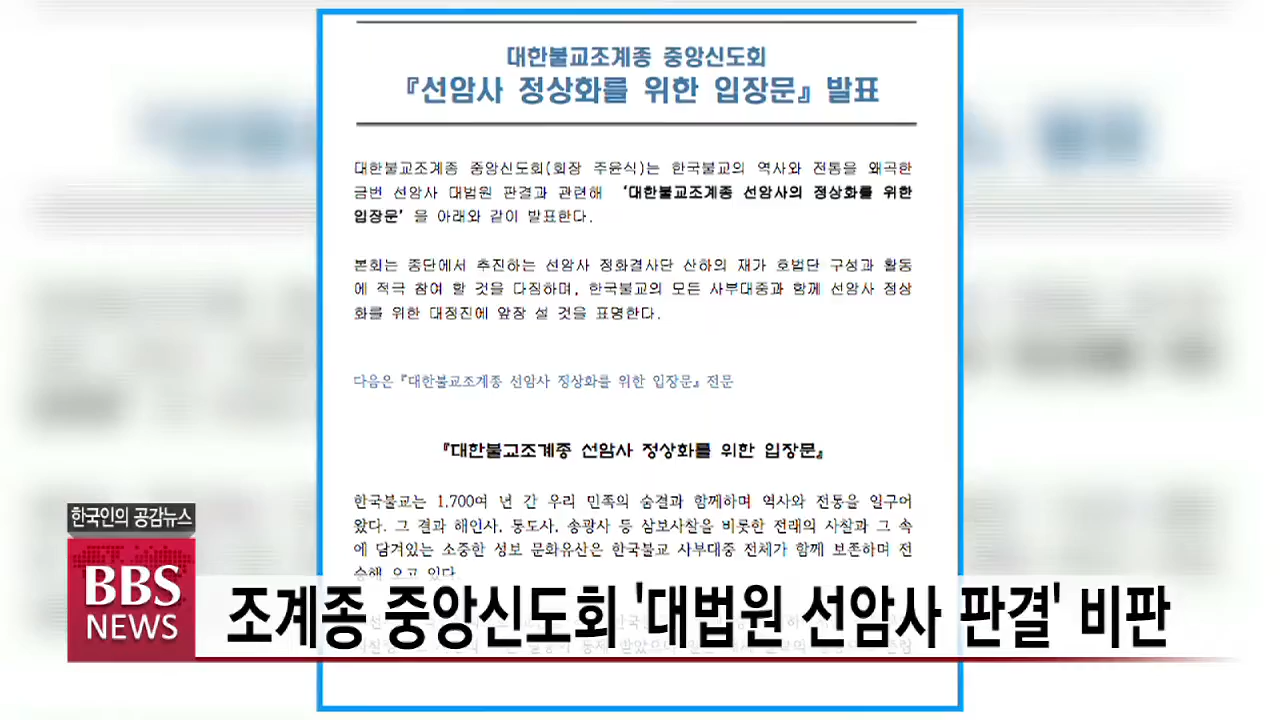 대한불교조계종 중앙신도회
『선암사 정상화를 위한 입장문』 발표
대한불교조계종 중앙신도회(회장 주윤식)는 한국불교의 역사와 전통을 왜곡한
금번 선암사 대법원 판결과 관련해 '대한불교조계종 선암사의 정상화를 위한
입장문' 을 아래와 같이 발표한다.
본회는 종단에서 추진하는 선암사 정화결사단 산하의 재가 호법단 구성과 활동
에 적극 참여 할 것을 다짐하며, 한국불교의 모든 사부대중과 함께 선암사 정상
화를 위한 대정진에 앞장 설 것을 표명한다.
다음은 『대한불교조계종 선암사 정상화를 위한 입장문』 전문
『대한불교조계종 선암사 정상화를 위한 입장문』
한국불교는 1,700여 년 간 우리 민족의 숨결과 함께하며 역사와 전통을 일구어
왔다. 그 결과 해인사, 통도사, 송광사 등 삼보사찰을 비롯한 전래의 사찰과 그 속
에 담겨있는 소중한 성보 문화유산은 한국불교 사부대중 전체가 함께 보존하며 전
승해 오고 있다.
한국인의 공감뉴스
BBS
NEWS
조계종 중앙신도회 '대법원 선암사 판결' 비판